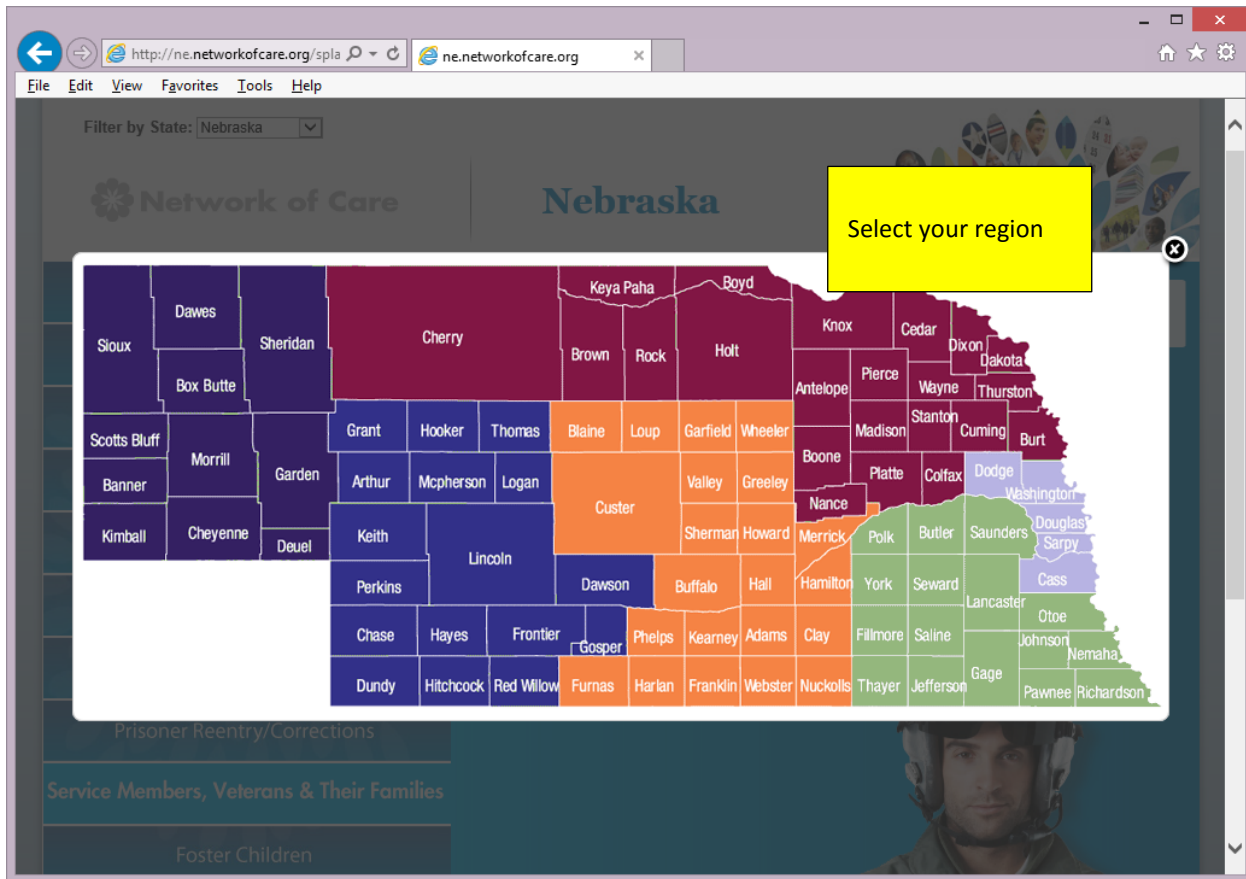 http://ne.networkofcare.org/spla
ne.networkofcare.org
File Edit View Favorites Tools Help
Filter by State: Nebraska
Network of Care
Nebraska
Select your region
Keya Paha Boyd
Dawes
Sioux Sheridan Cherry Brown Rock Holt Knox Cedar Dixon Dakota
Box Butte Antelope Pierce Wayne Thurston
Scotts Bluff Morrill Garden Grant Hooker Thomas Blaine Loup Garfield Wheeler Boone Madison Stanton Cuming Burt
Banner Arthur Mcpherson Logan Custer Valley Greeley Nance Platte Colfax Dodge Washington
Kimball Cheyenne Deuel Keith Lincoln Sherman Howard Merrick Polk Butler Saunders Douglas Sarpy
Perkins Dawson Buffalo Hall Hamilton York Seward Lancaster Cass Otoe
Chase Hayes Frontier Gosper Phelps Kearney Adams Clay Fillmore Saline Johnson Nemaha
Dundy Hitchcock Red Willow Furnas Harlan Franklin Webster Nuckolls Thayer Jefferson Gage Pawnee Richardson
Prisoner Reentry/Corrections
Service Members, Veterans & Their Families
Foster Children